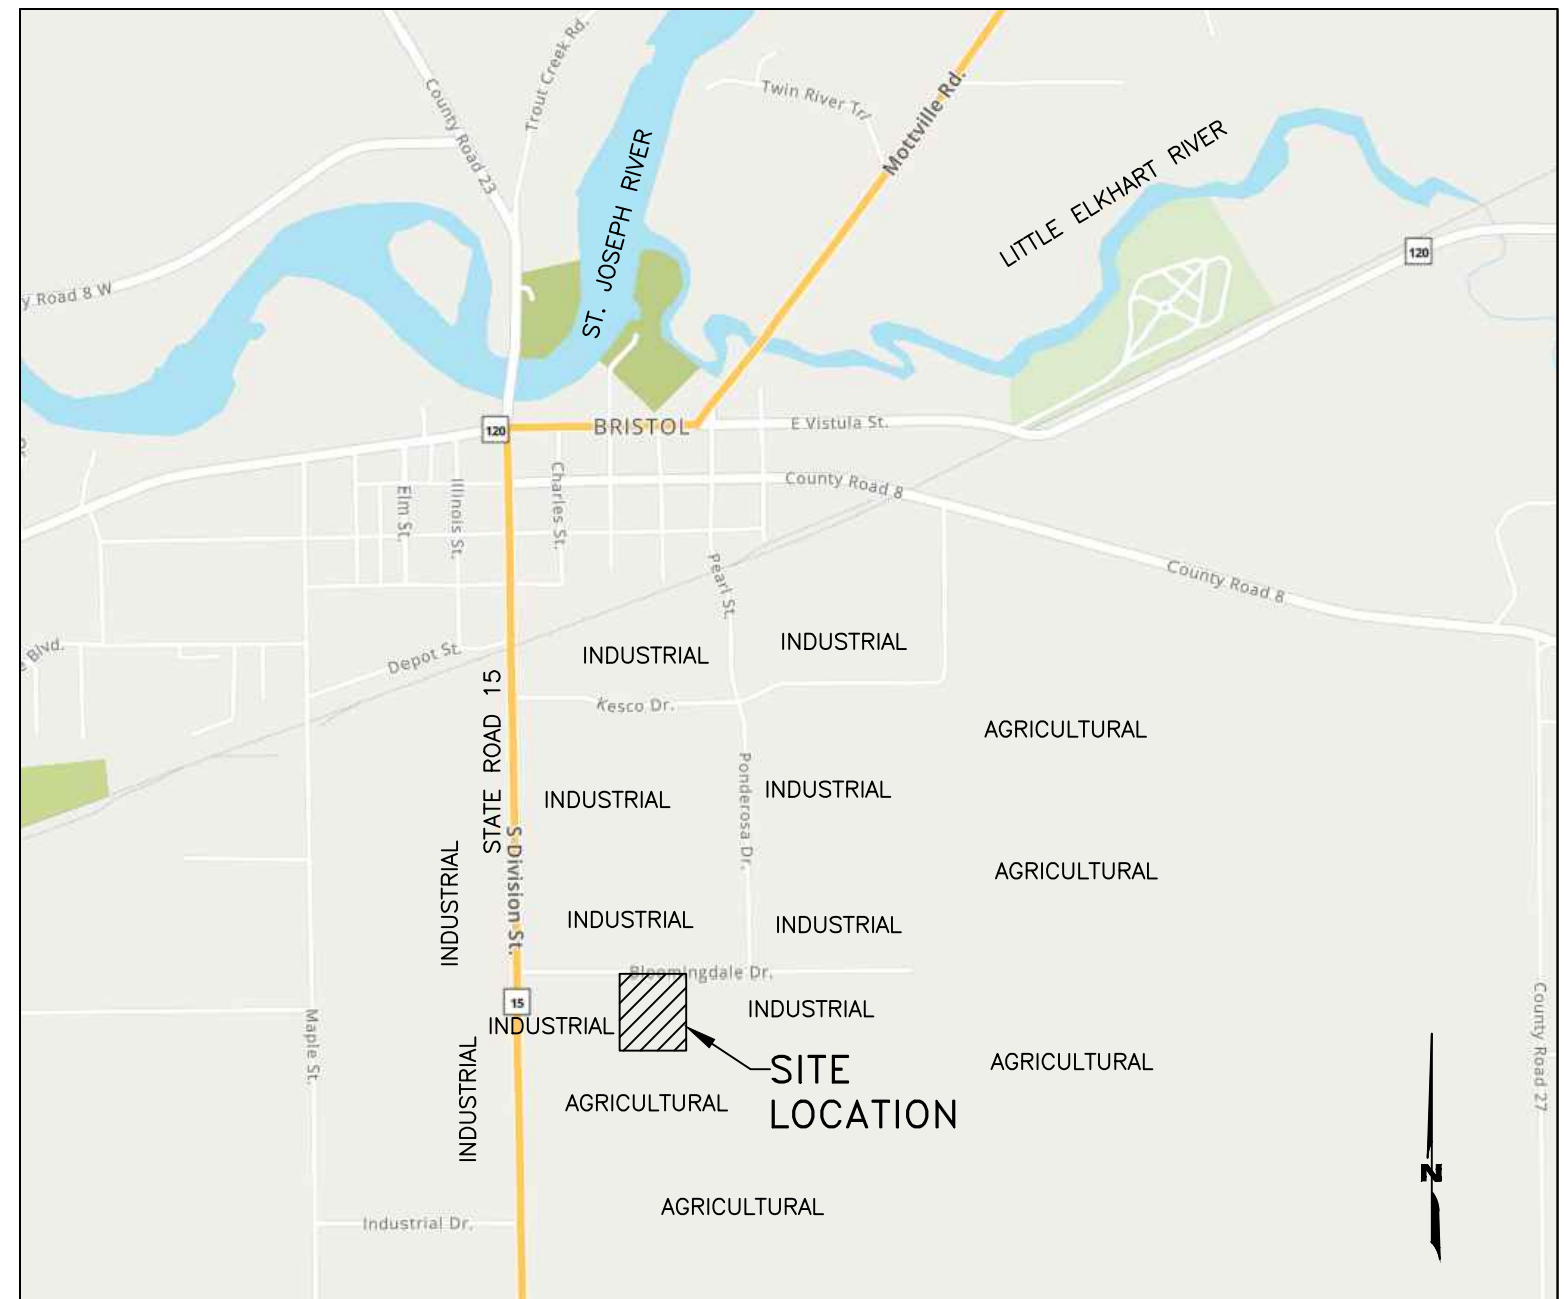 County Road 23
Trout Creek Rd.
Twin River Trl
Mottville Rd.
ST. JOSEPH RIVER
LITTLE ELKHART RIVER
120
y Road 8 W
120
BRISTOL
E Vistula St.
County Road 8
Elm St.
Illinois St.
Charles St.
Pearl St.
County Road 8
e Blvd.
Depot St.
INDUSTRIAL
INDUSTRIAL
Kesco Dr.
STATE ROAD 15
AGRICULTURAL
INDUSTRIAL
INDUSTRIAL
Ponderosa Dr.
S Division St.
INDUSTRIAL
AGRICULTURAL
INDUSTRIAL
INDUSTRIAL
Bloomingdale Dr.
15
INDUSTRIAL
INDUSTRIAL
Maple St.
INDUSTRIAL
SITE
LOCATION
AGRICULTURAL
AGRICULTURAL
County Road 27
AGRICULTURAL
Industrial Dr.
N